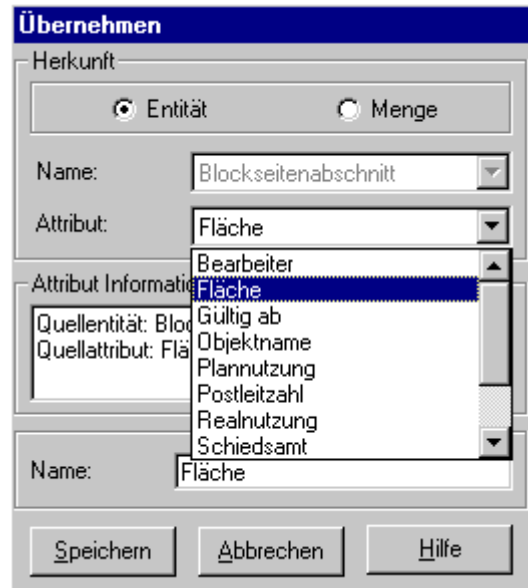 Übernehmen
Herkunft
Entität Menge
Name: Blockseitenabschnitt
Attribut: Fläche
Bearbeiter
Fläche
Gültig ab
Objektname
Plannutzung
Postleitzahl
Realnutzung
Schiedsamt
Attribut Informatio
Quellentität: Bloc
Quellattribut: Flä
Name: Fläche
Speichern Abbrechen Hilfe